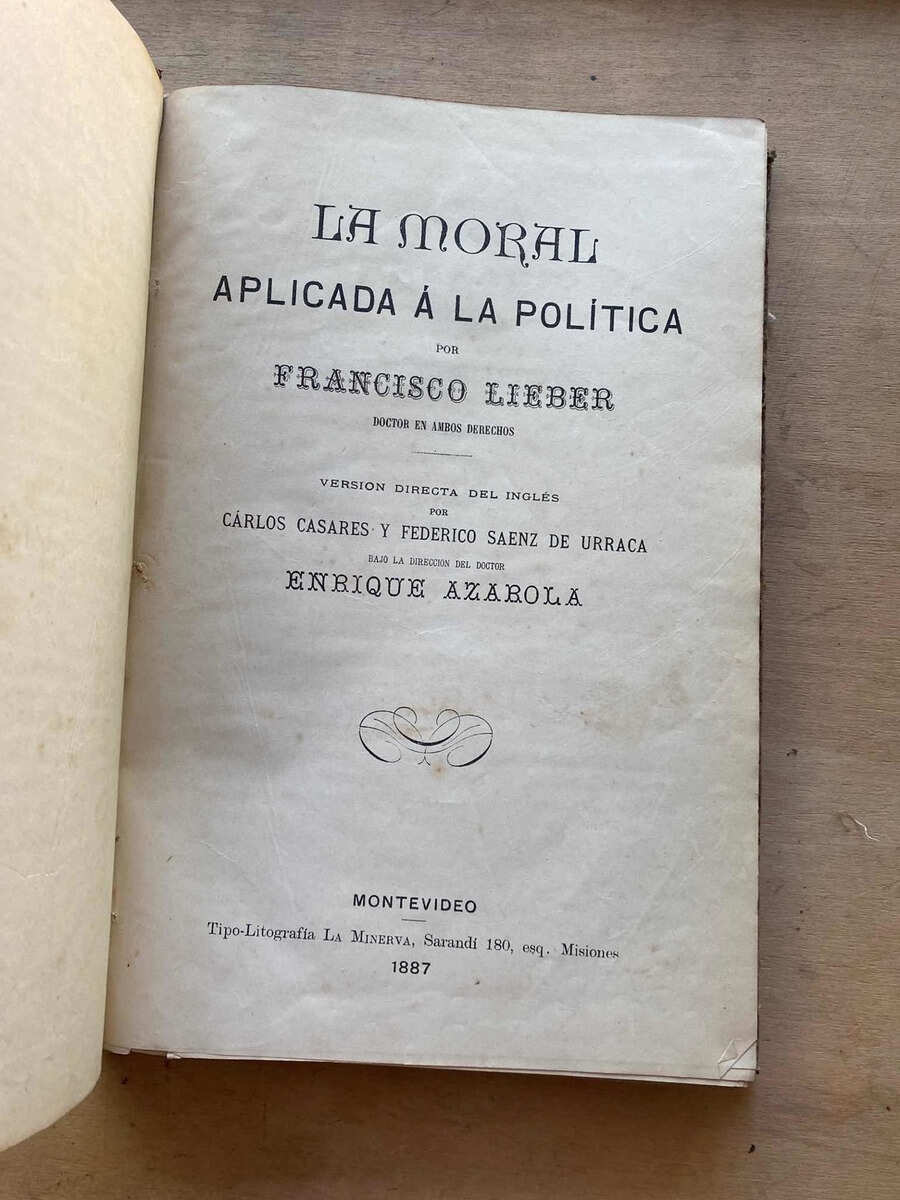 LA MORAL
APLICADA Á LA POLÍTICA
POR
FRANCISCO LIEBER
DOCTOR EN AMBOS DERECHOS
VERSION DIRECTA DEL INGLÉS
POR
CÁRLOS CASARES Y FEDERICO SAENZ DE URRACA
BAJO LA DIRECCION DEL DOCTOR
ENRIQUE AZAROLA
MONTEVIDEO
Tipo-Litografía LA MINERVA, Sarandí 180, esq. Misiones
1887